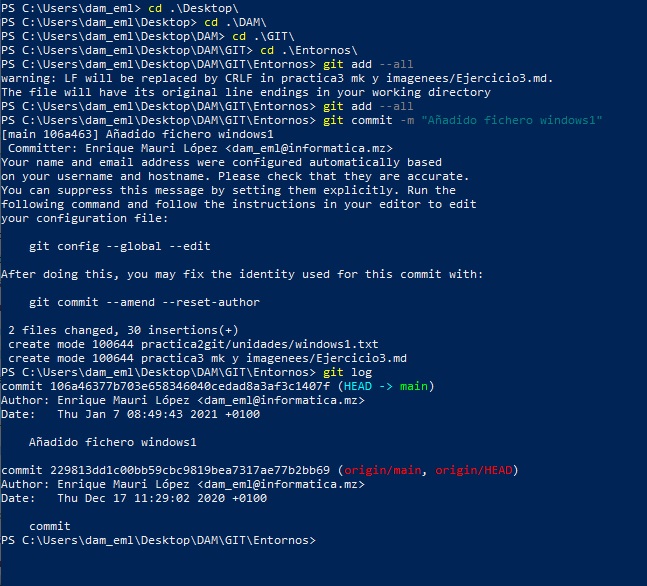 PS C:\Users\dam_eml> cd .\Desktop\
PS C:\Users\dam_eml\Desktop> cd .\DAM\
PS C:\Users\dam_eml\Desktop\DAM> cd .\GIT\
PS C:\Users\dam_eml\Desktop\DAM\GIT> cd .\Entornos\
PS C:\Users\dam_eml\Desktop\DAM\GIT\Entornos> git add --all
warning: LF will be replaced by CRLF in practica3 mk y imagenees/Ejercicio3.md.
The file will have its original line endings in your working directory
PS C:\Users\dam_eml\Desktop\DAM\GIT\Entornos> git add --all
PS C:\Users\dam_eml\Desktop\DAM\GIT\Entornos> git commit -m "Añadido fichero windows1"
[main 106a463] Añadido fichero windows1
 Committer: Enrique Mauri López <dam_eml@informatica.mz>
Your name and email address were configured automatically based
on your username and hostname. Please check that they are accurate.
You can suppress this message by setting them explicitly. Run the
following command and follow the instructions in your editor to edit
your configuration file:

    git config --global --edit

After doing this, you may fix the identity used for this commit with:

    git commit --amend --reset-author

 2 files changed, 30 insertions(+)
 create mode 100644 practica2git/unidades/windows1.txt
 create mode 100644 practica3 mk y imagenees/Ejercicio3.md
PS C:\Users\dam_eml\Desktop\DAM\GIT\Entornos> git log
commit 106a46377b703e658346040cedad8a3af3c1407f (HEAD -> main)
Author: Enrique Mauri López <dam_eml@informatica.mz>
Date:   Thu Jan 7 08:49:43 2021 +0100

    Añadido fichero windows1

commit 229813dd1c00bb59cbc9819bea7317ae77b2bb69 (origin/main, origin/HEAD)
Author: Enrique Mauri López <dam_eml@informatica.mz>
Date:   Thu Dec 17 11:29:02 2020 +0100

    commit
PS C:\Users\dam_eml\Desktop\DAM\GIT\Entornos>